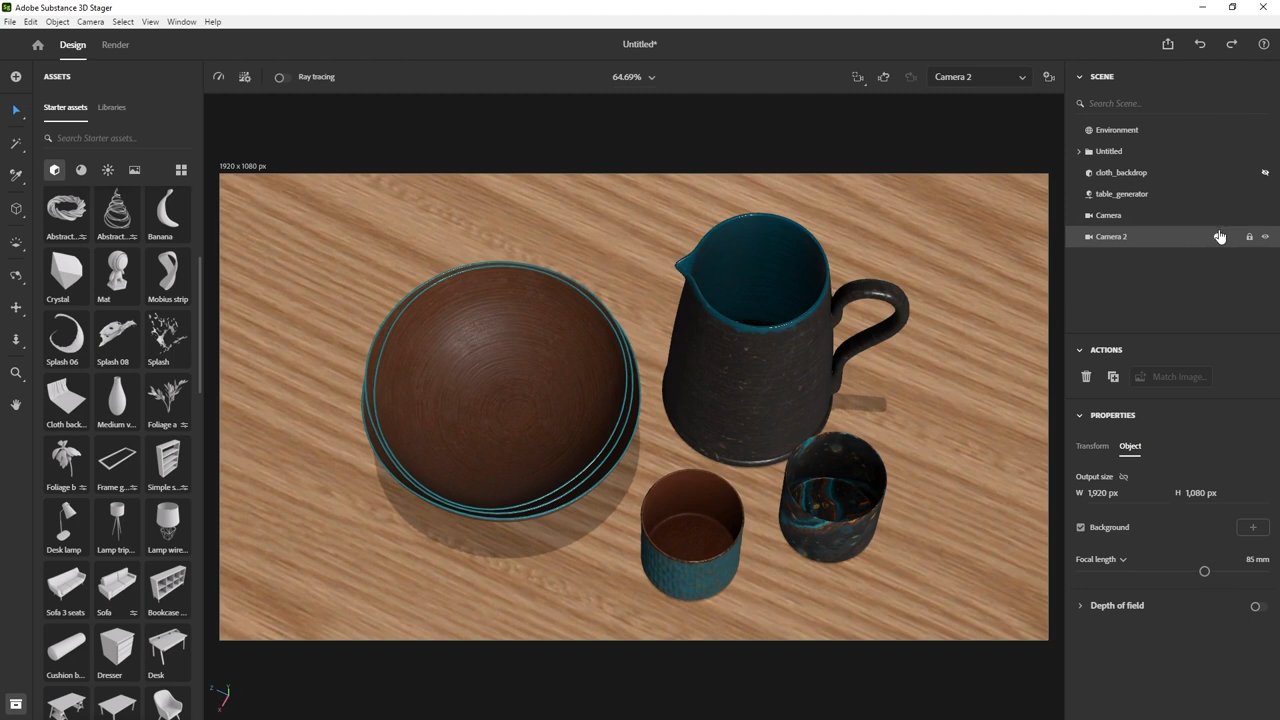 Sg Adobe Substance 3D Stager
File Edit Object Camera Select View Window Help
Design Render Untitled*
ASSETS
Starter assets Libraries
Search Starter assets...
Abstract... Abstract... Banana
Crystal Mat Mobius strip
Splash 06 Splash 08 Splash
Cloth back... Medium v... Foliage a
Foliage b Frame g... Simple s...
Desk lamp Lamp trip... Lamp wire...
Sofa 3 seats Sofa Bookcase ...
Cushion b... Dresser Desk
Ray tracing 64.69% Camera 2
1920 x 1080 px
Z Y
X
SCENE
Search Scene...
Environment
Untitled
cloth_backdrop
table_generator
Camera
Camera 2
ACTIONS
Match Image...
PROPERTIES
Transform Object
Output size
W 1,920 px H 1,080 px
Background
Focal length 85 mm
Depth of field